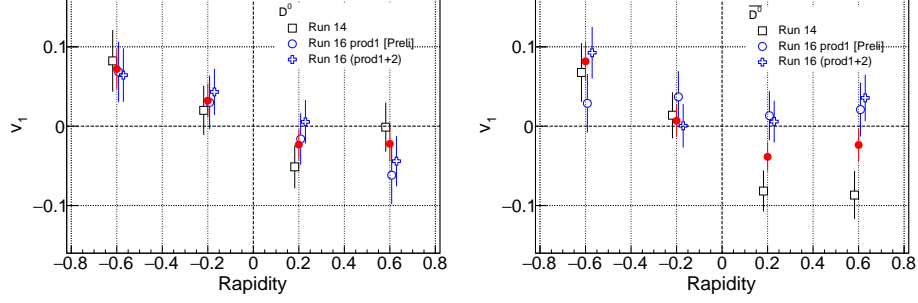 D⁰
Run 14
Run 16 prod1 [Preli]
Run 16 (prod1+2)
0.1
0
−0.1
v₁
−0.8 −0.6 −0.4 −0.2 0 0.2 0.4 0.6 0.8
Rapidity
D̅⁰
Run 14
Run 16 prod1 [Preli]
Run 16 (prod1+2)
0.1
0
−0.1
v₁
−0.8 −0.6 −0.4 −0.2 0 0.2 0.4 0.6 0.8
Rapidity